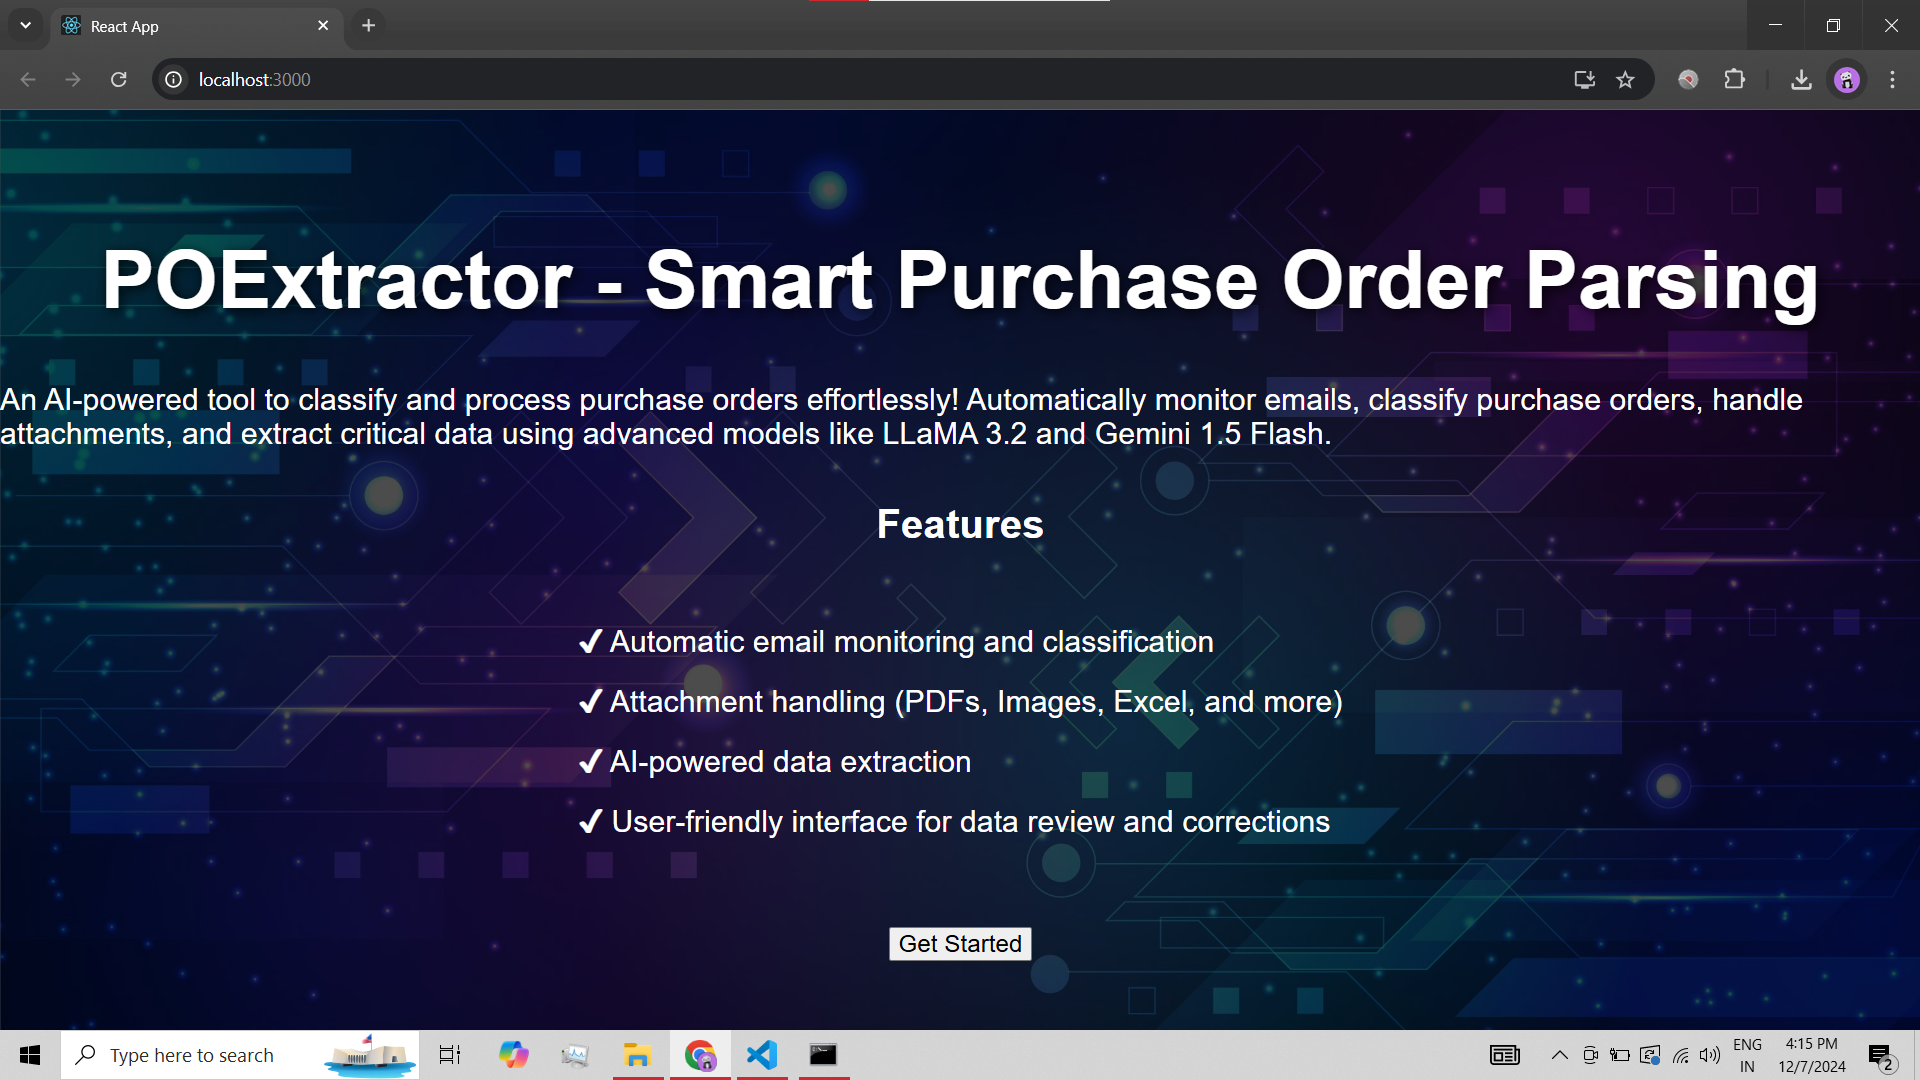 React App
localhost:3000
POExtractor - Smart Purchase Order Parsing
An AI-powered tool to classify and process purchase orders effortlessly! Automatically monitor emails, classify purchase orders, handle
attachments, and extract critical data using advanced models like LLaMA 3.2 and Gemini 1.5 Flash.
Features
✔ Automatic email monitoring and classification
✔ Attachment handling (PDFs, Images, Excel, and more)
✔ AI-powered data extraction
✔ User-friendly interface for data review and corrections
Get Started
Type here to search
ENG
IN
4:15 PM
12/7/2024
2